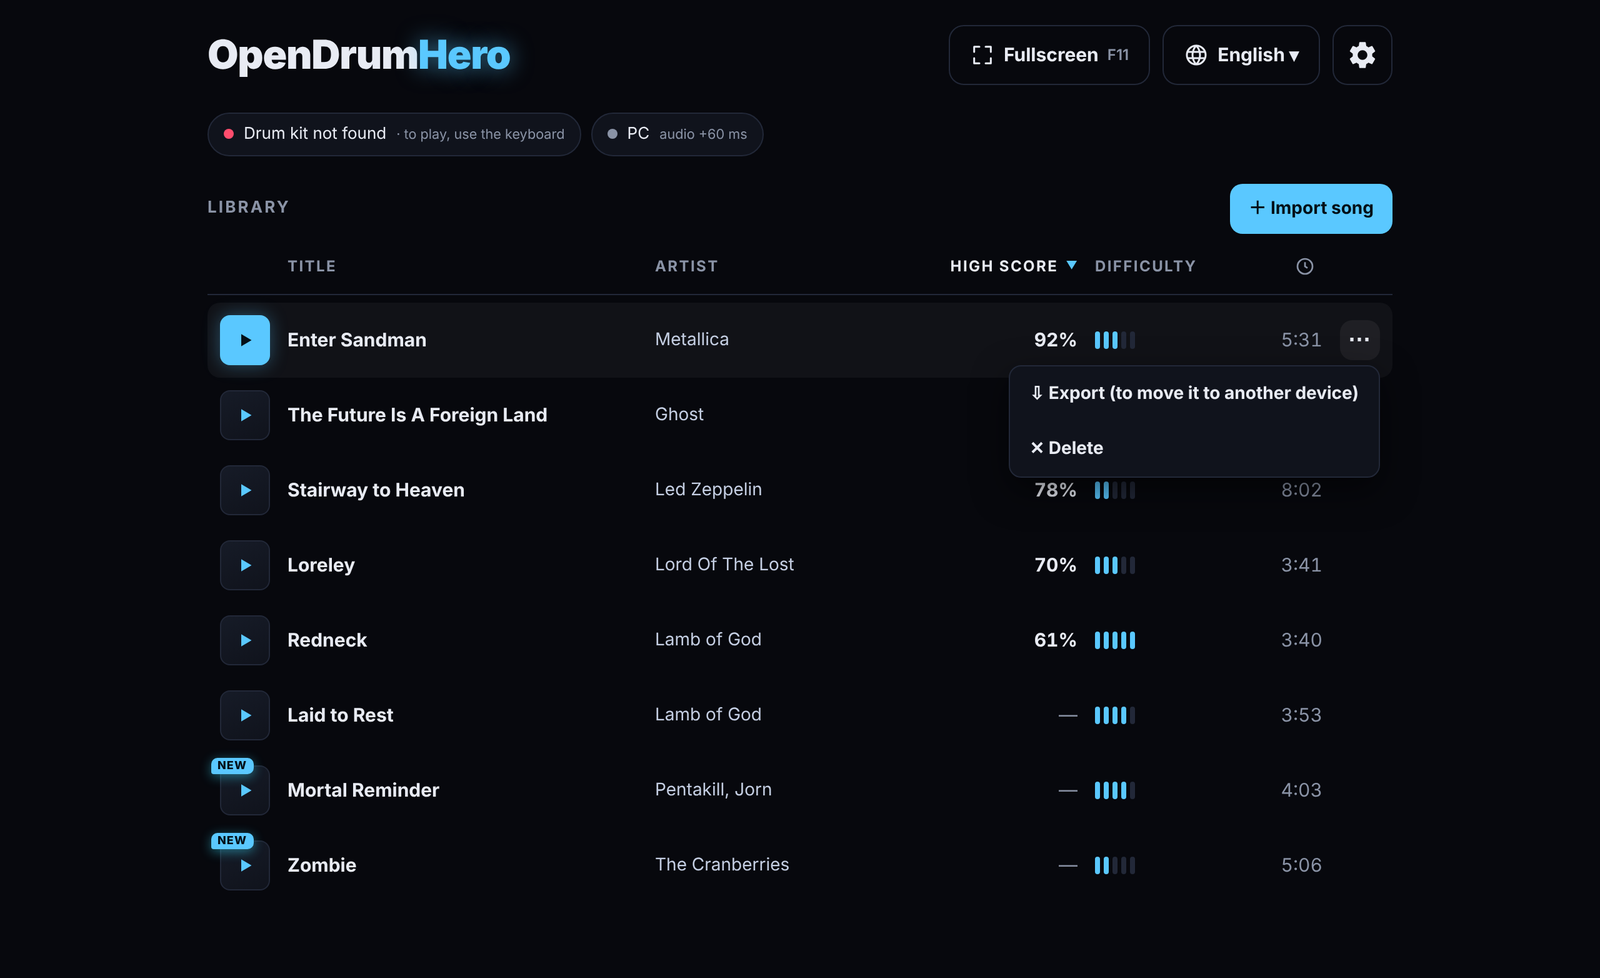 OpenDrumHero
Fullscreen F11
English ▾
Drum kit not found · to play, use the keyboard
PC audio +60 ms
LIBRARY
+ Import song
TITLE ARTIST HIGH SCORE ▼ DIFFICULTY
Enter Sandman Metallica 92% 5:31 ···
⇩ Export (to move it to another device)
The Future Is A Foreign Land Ghost
✕ Delete
Stairway to Heaven Led Zeppelin 78% 8:02
Loreley Lord Of The Lost 70% 3:41
Redneck Lamb of God 61% 3:40
Laid to Rest Lamb of God — 3:53
NEW
Mortal Reminder Pentakill, Jorn — 4:03
NEW
Zombie The Cranberries — 5:06